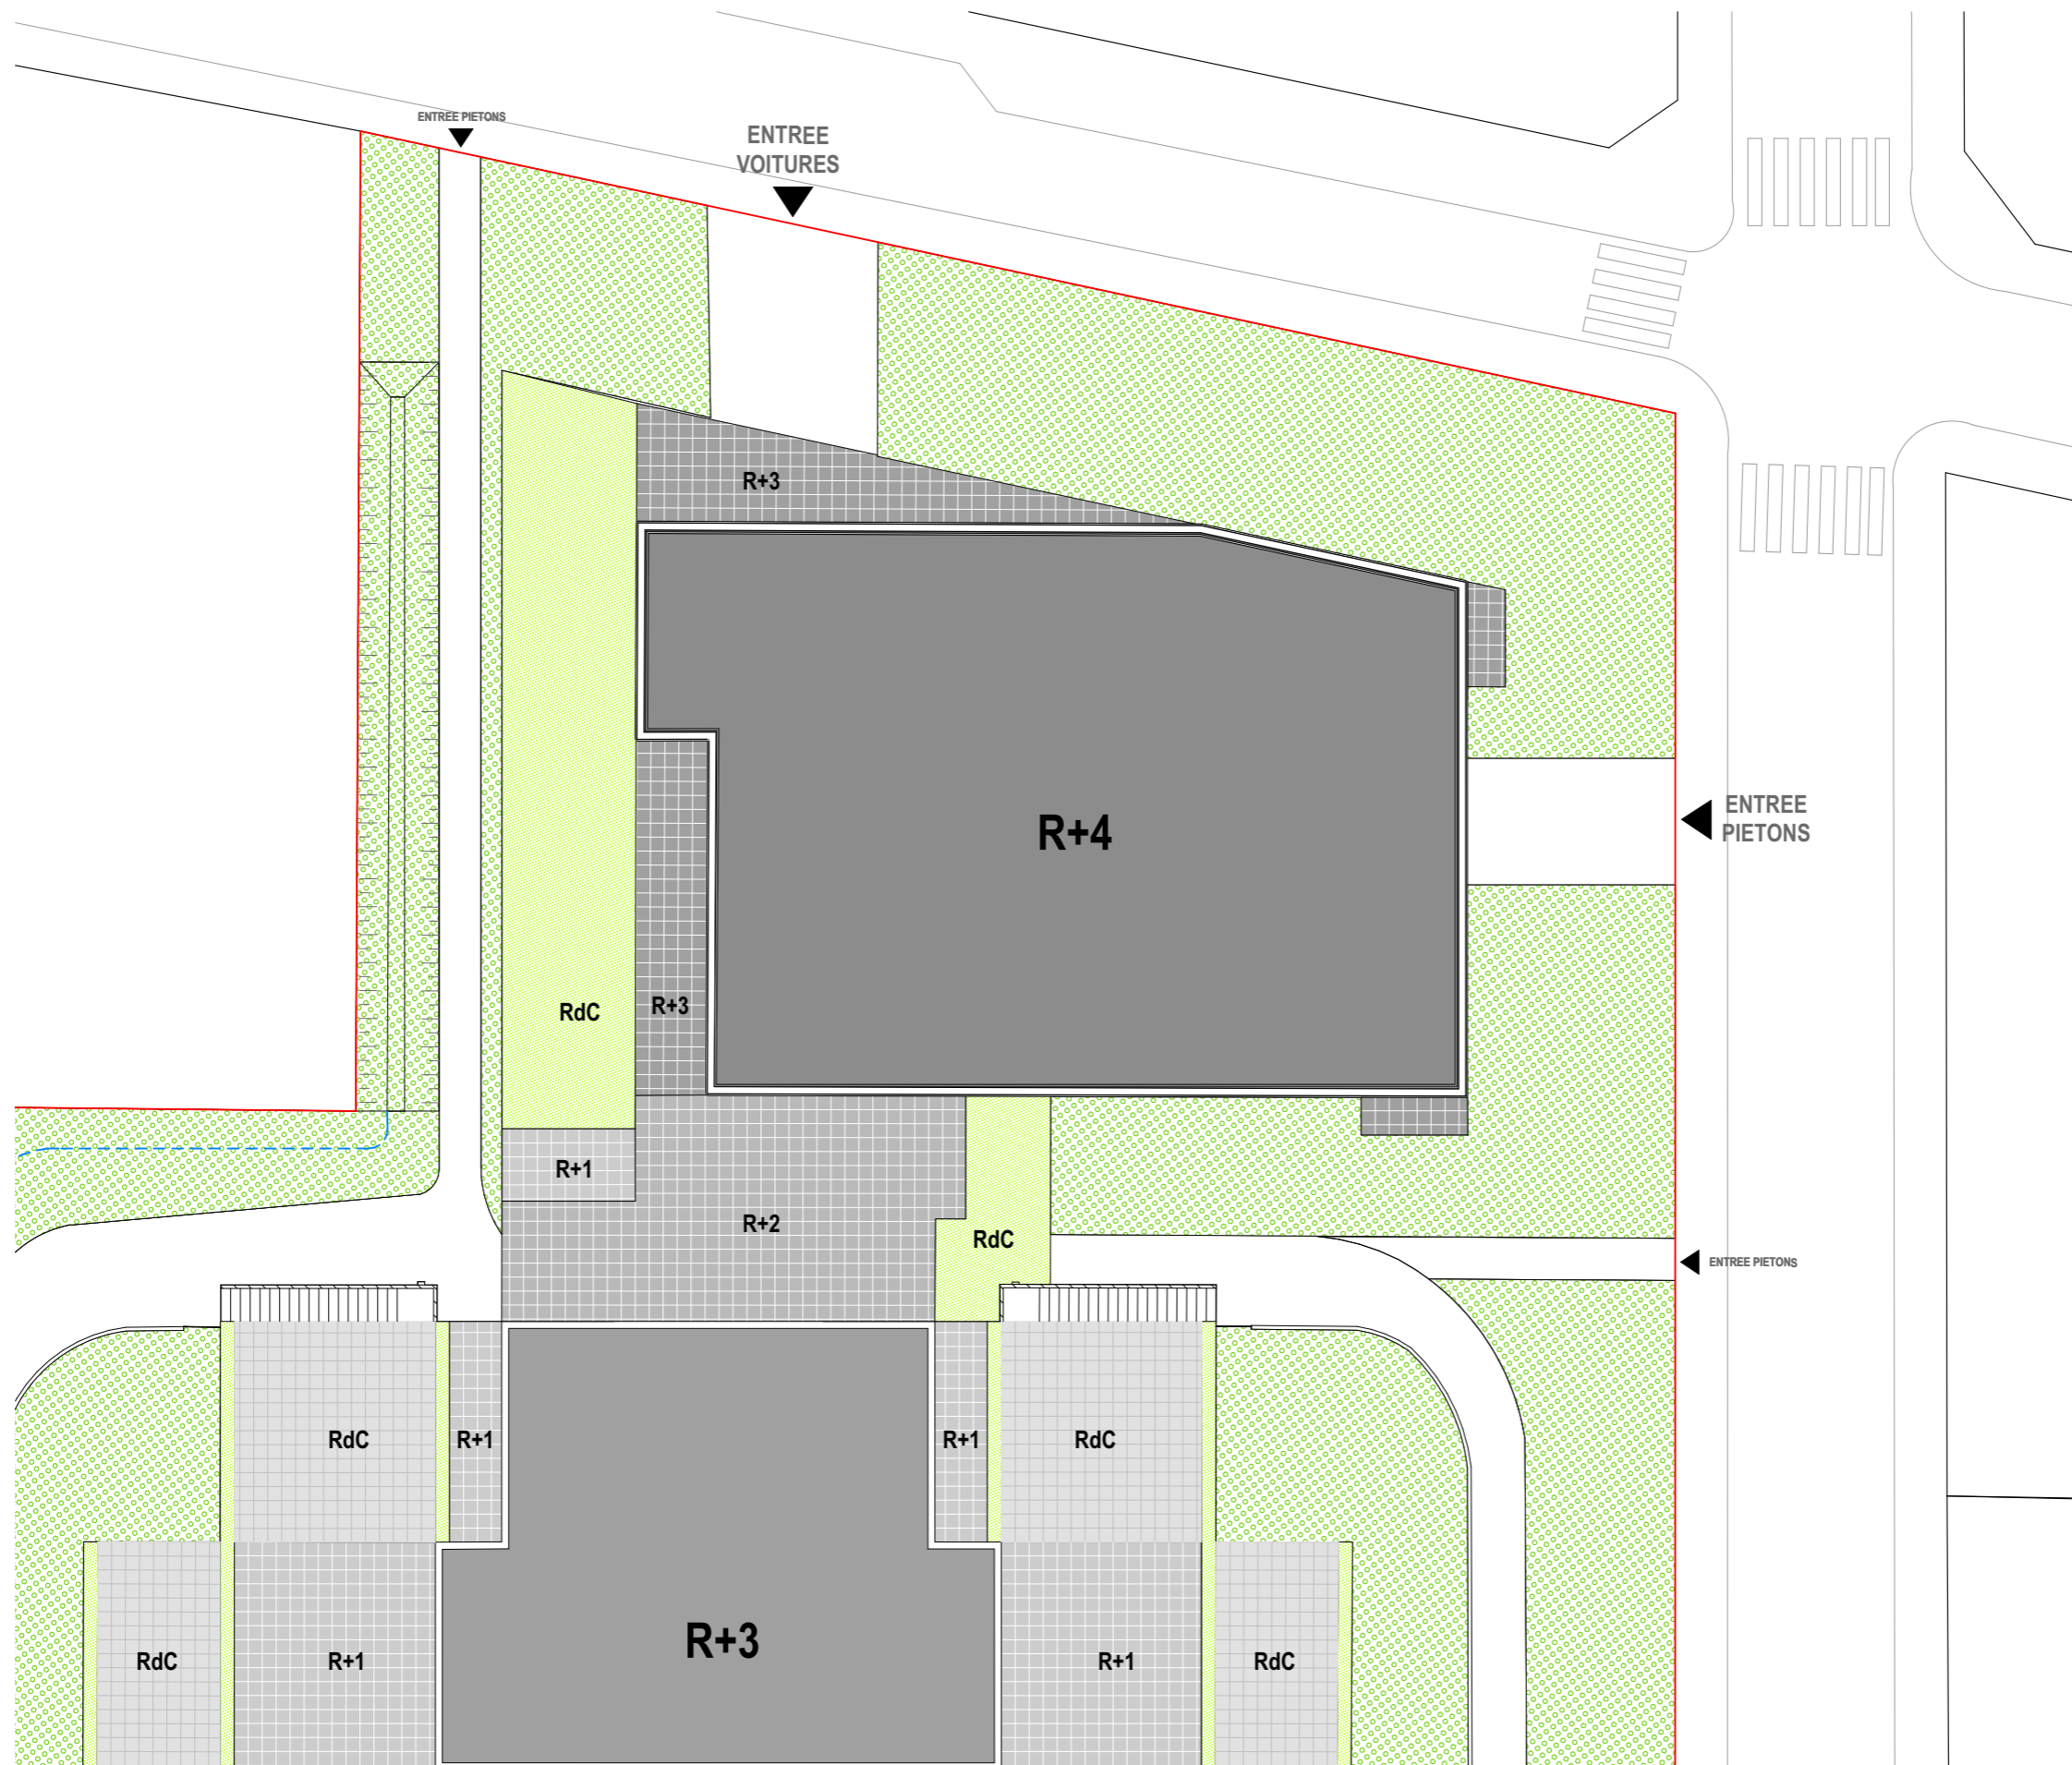 ENTREE PIETONS
ENTREE
VOITURES
R+3
R+4
ENTREE
PIETONS
RdC
R+3
R+1
R+2
RdC
ENTREE PIETONS
RdC
R+1
R+1
RdC
R+3
RdC
R+1
R+1
RdC